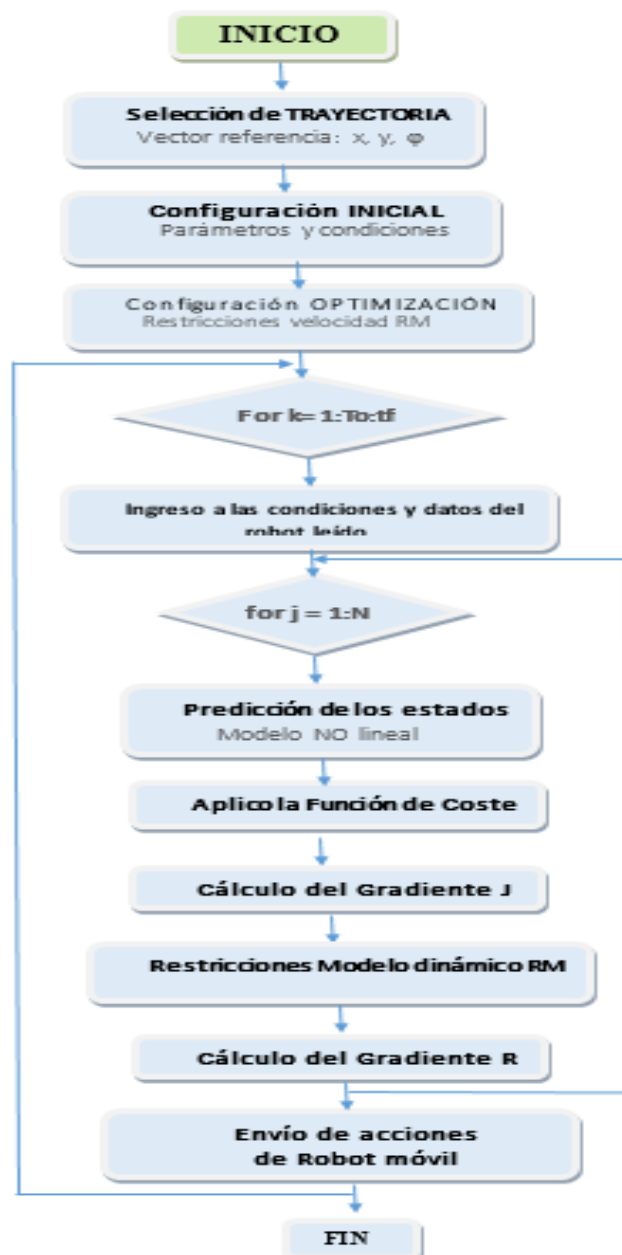 INICIO
Selección de TRAYECTORIA
Vector referencia: x, y, φ
Configuración INICIAL
Parámetros y condiciones
Configuración OPTIMIZACIÓN
Restricciones velocidad RM
For k= 1:To:tf
Ingreso a las condiciones y datos del
robot leído
for j = 1:N
Predicción de los estados
Modelo NO lineal
Aplico la Función de Coste
Cálculo del Gradiente J
Restricciones Modelo dinámico RM
Cálculo del Gradiente R
Envío de acciones
de Robot móvil
FIN